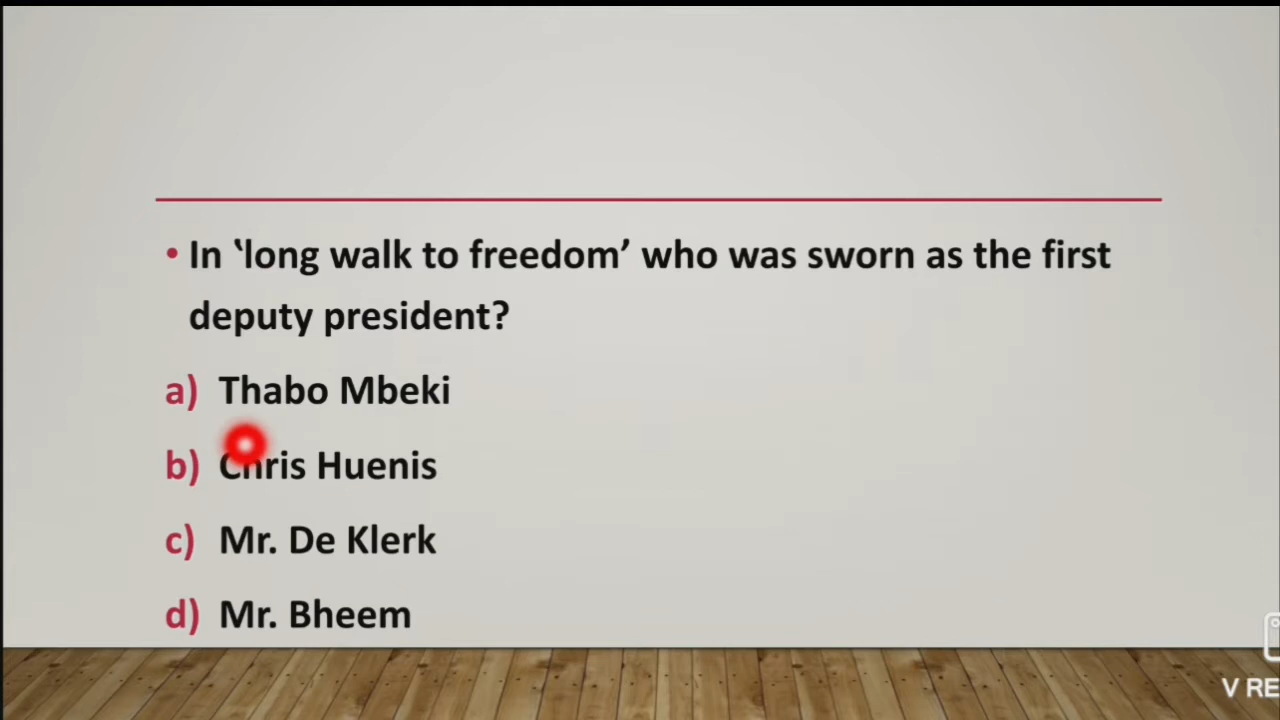 • In ‛long walk to freedom’ who was sworn as the first
deputy president?
a) Thabo Mbeki
b) Chris Huenis
c) Mr. De Klerk
d) Mr. Bheem
V RE